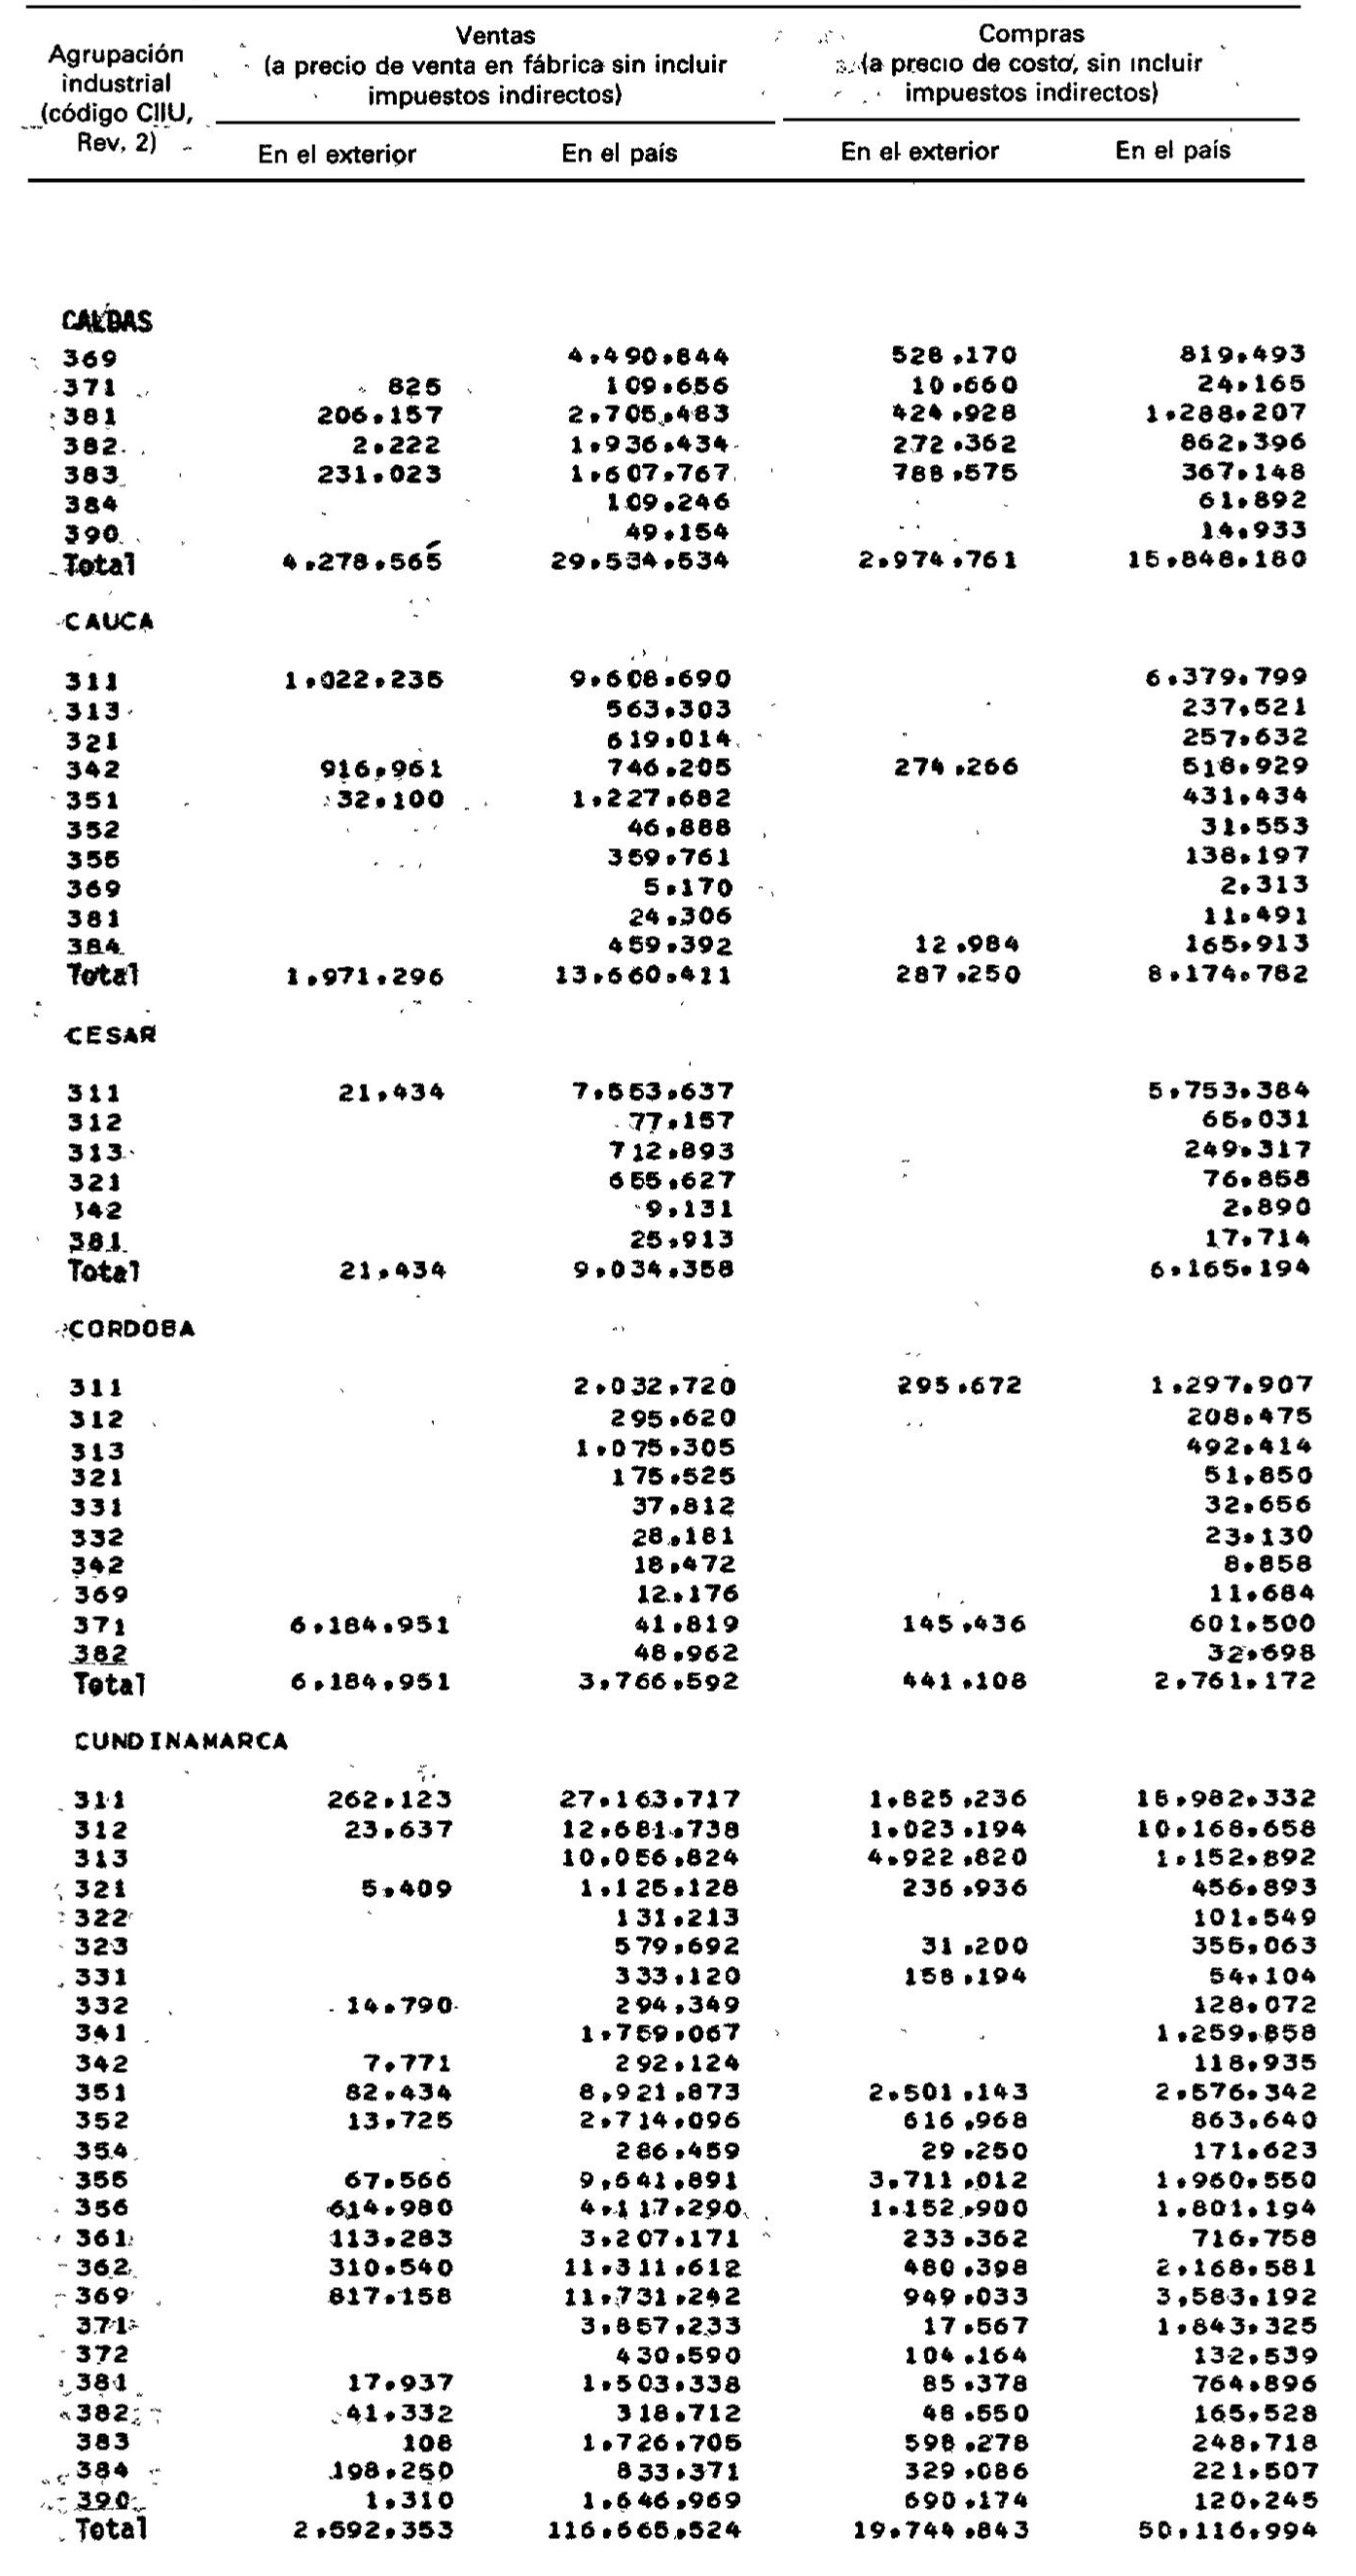 Agrupación industrial (código CIIU, Rev, 2)
Ventas (a precio de venta en fábrica sin incluir impuestos indirectos)
Compras (a precio de costo, sin incluir impuestos indirectos)
En el exterior En el país En el exterior En el país
CALDAS
369 4.490.844 528.170 819.493
371 825 109.656 10.660 24.165
381 206.157 2.705.483 424.928 1.288.207
382 2.222 1.936.434 272.362 862.396
383 231.023 1.607.767 788.575 367.148
384 109.246 61.892
390 49.154 14.933
Total 4.278.565 29.534.534 2.974.761 15.848.180
CAUCA
311 1.022.235 9.608.690 6.379.799
313 563.303 237.521
321 619.014 257.632
342 916.961 746.205 274.266 518.929
351 32.100 1.227.682 431.434
352 46.888 31.553
355 359.761 138.197
369 5.170 2.313
381 24.306 11.491
384 459.392 12.984 165.913
Total 1.971.296 13.660.411 287.250 8.174.782
CESAR
311 21.434 7.553.637 5.753.384
312 77.157 65.031
313 712.893 249.317
321 655.627 76.858
342 9.131 2.890
381 25.913 17.714
Total 21.434 9.034.358 6.165.194
CORDOBA
311 2.032.720 295.672 1.297.907
312 295.620 208.475
313 1.075.305 492.414
321 175.525 51.850
331 37.812 32.656
332 28.181 23.130
342 18.472 8.858
369 12.176 11.684
371 6.184.951 41.819 145.436 601.500
382 48.962 32.698
Total 6.184.951 3.766.592 441.108 2.761.172
CUNDINAMARCA
311 262.123 27.163.717 1.825.236 18.982.332
312 23.637 12.681.738 1.023.194 10.168.658
313 10.056.824 4.922.820 1.152.892
321 5.409 1.125.128 236.936 456.893
322 131.213 101.549
323 579.692 31.200 355.063
331 333.120 158.194 54.104
332 14.790 294.349 128.072
341 1.759.067 1.259.858
342 7.771 292.124 118.935
351 82.434 8.921.873 2.501.143 2.576.342
352 13.725 2.714.096 616.968 863.640
354 286.459 29.250 171.623
355 67.566 9.641.891 3.711.012 1.960.550
356 614.980 4.117.290 1.152.900 1.801.194
361 113.283 3.207.171 233.362 716.758
362 310.540 11.311.612 480.398 2.168.581
369 817.158 11.731.242 949.033 3.583.192
371 3.857.233 17.567 1.843.325
372 430.590 104.164 132.539
381 17.937 1.503.338 85.378 764.896
382 41.332 318.712 48.550 165.528
383 108 1.726.705 598.278 248.718
384 198.250 833.371 329.086 221.507
390 1.310 1.646.969 690.174 120.245
Total 2.592.353 116.665.524 19.744.843 50.116.994